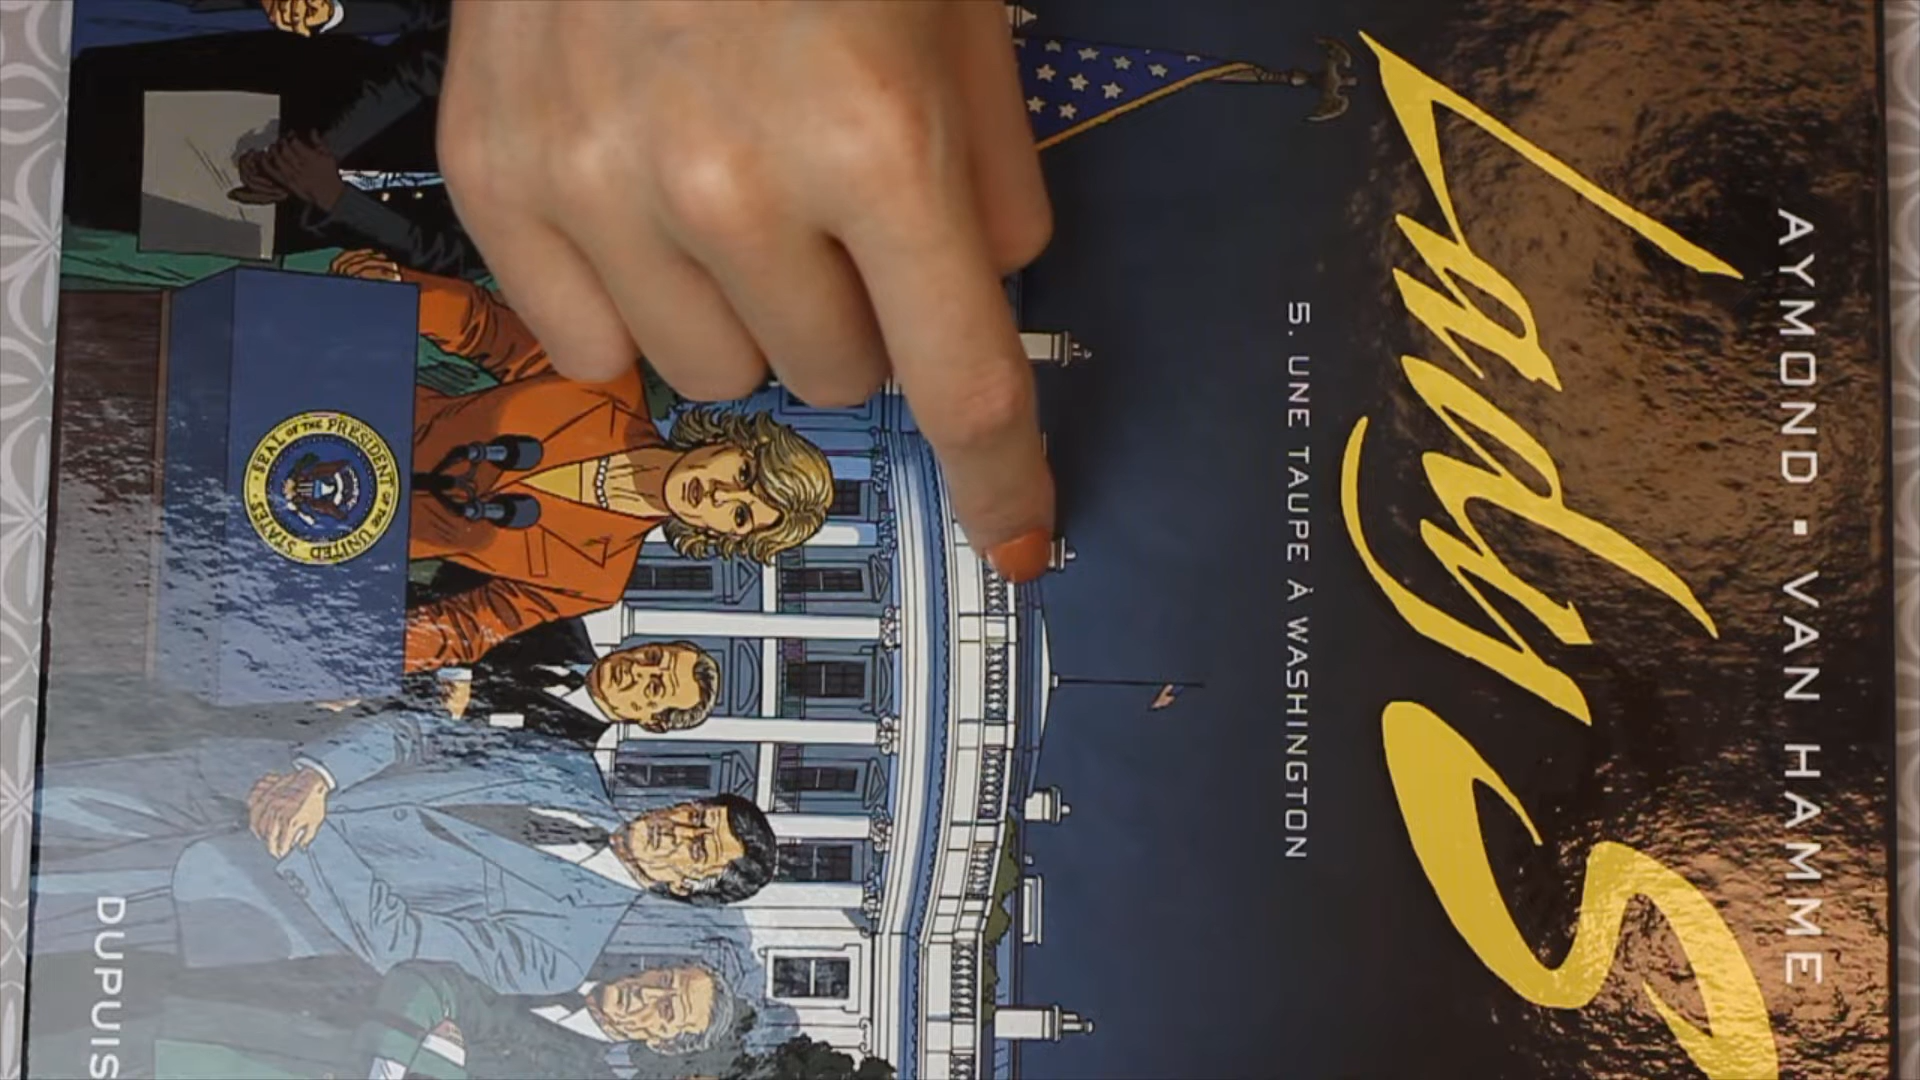 AYMOND ▪ VAN HAMME
Lady S
5. UNE TAUPE À WASHINGTON
SEAL OF THE PRESIDENT OF THE UNITED STATES
DUPUIS